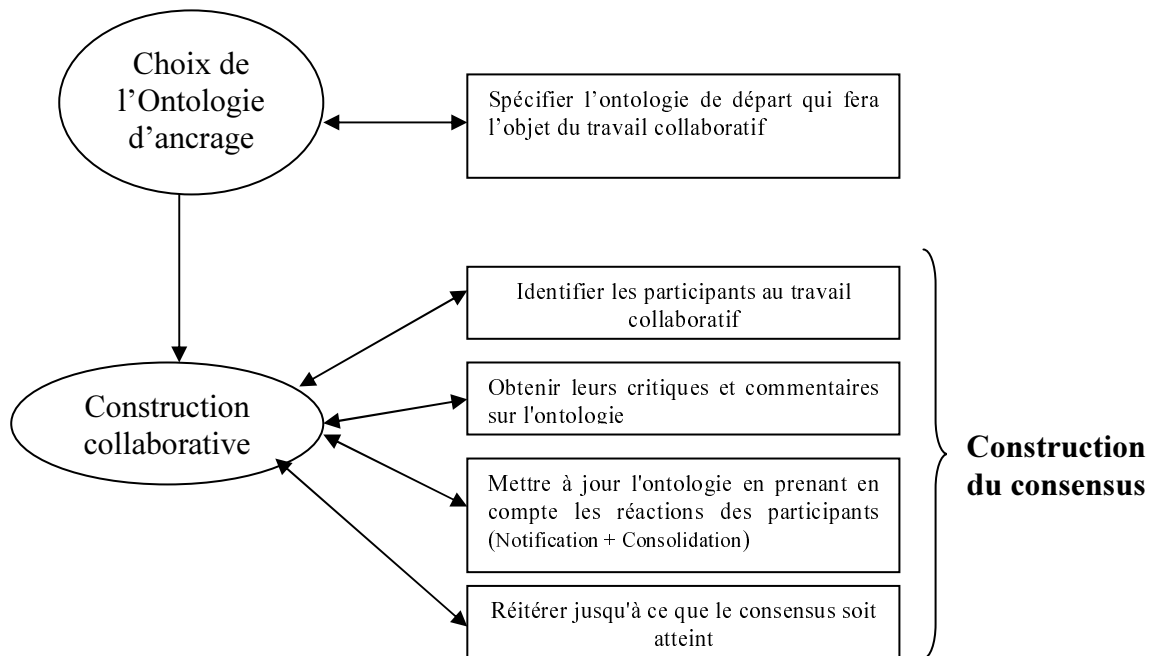 Choix de
l’Ontologie
d’ancrage
Spécifier l’ontologie de départ qui fera
l’objet du travail collaboratif
Identifier les participants au travail
collaboratif
Construction
collaborative
Obtenir leurs critiques et commentaires
sur l'ontologie
Mettre à jour l'ontologie en prenant en
compte les réactions des participants
(Notification + Consolidation)
Réitérer jusqu'à ce que le consensus soit
atteint
Construction
du consensus